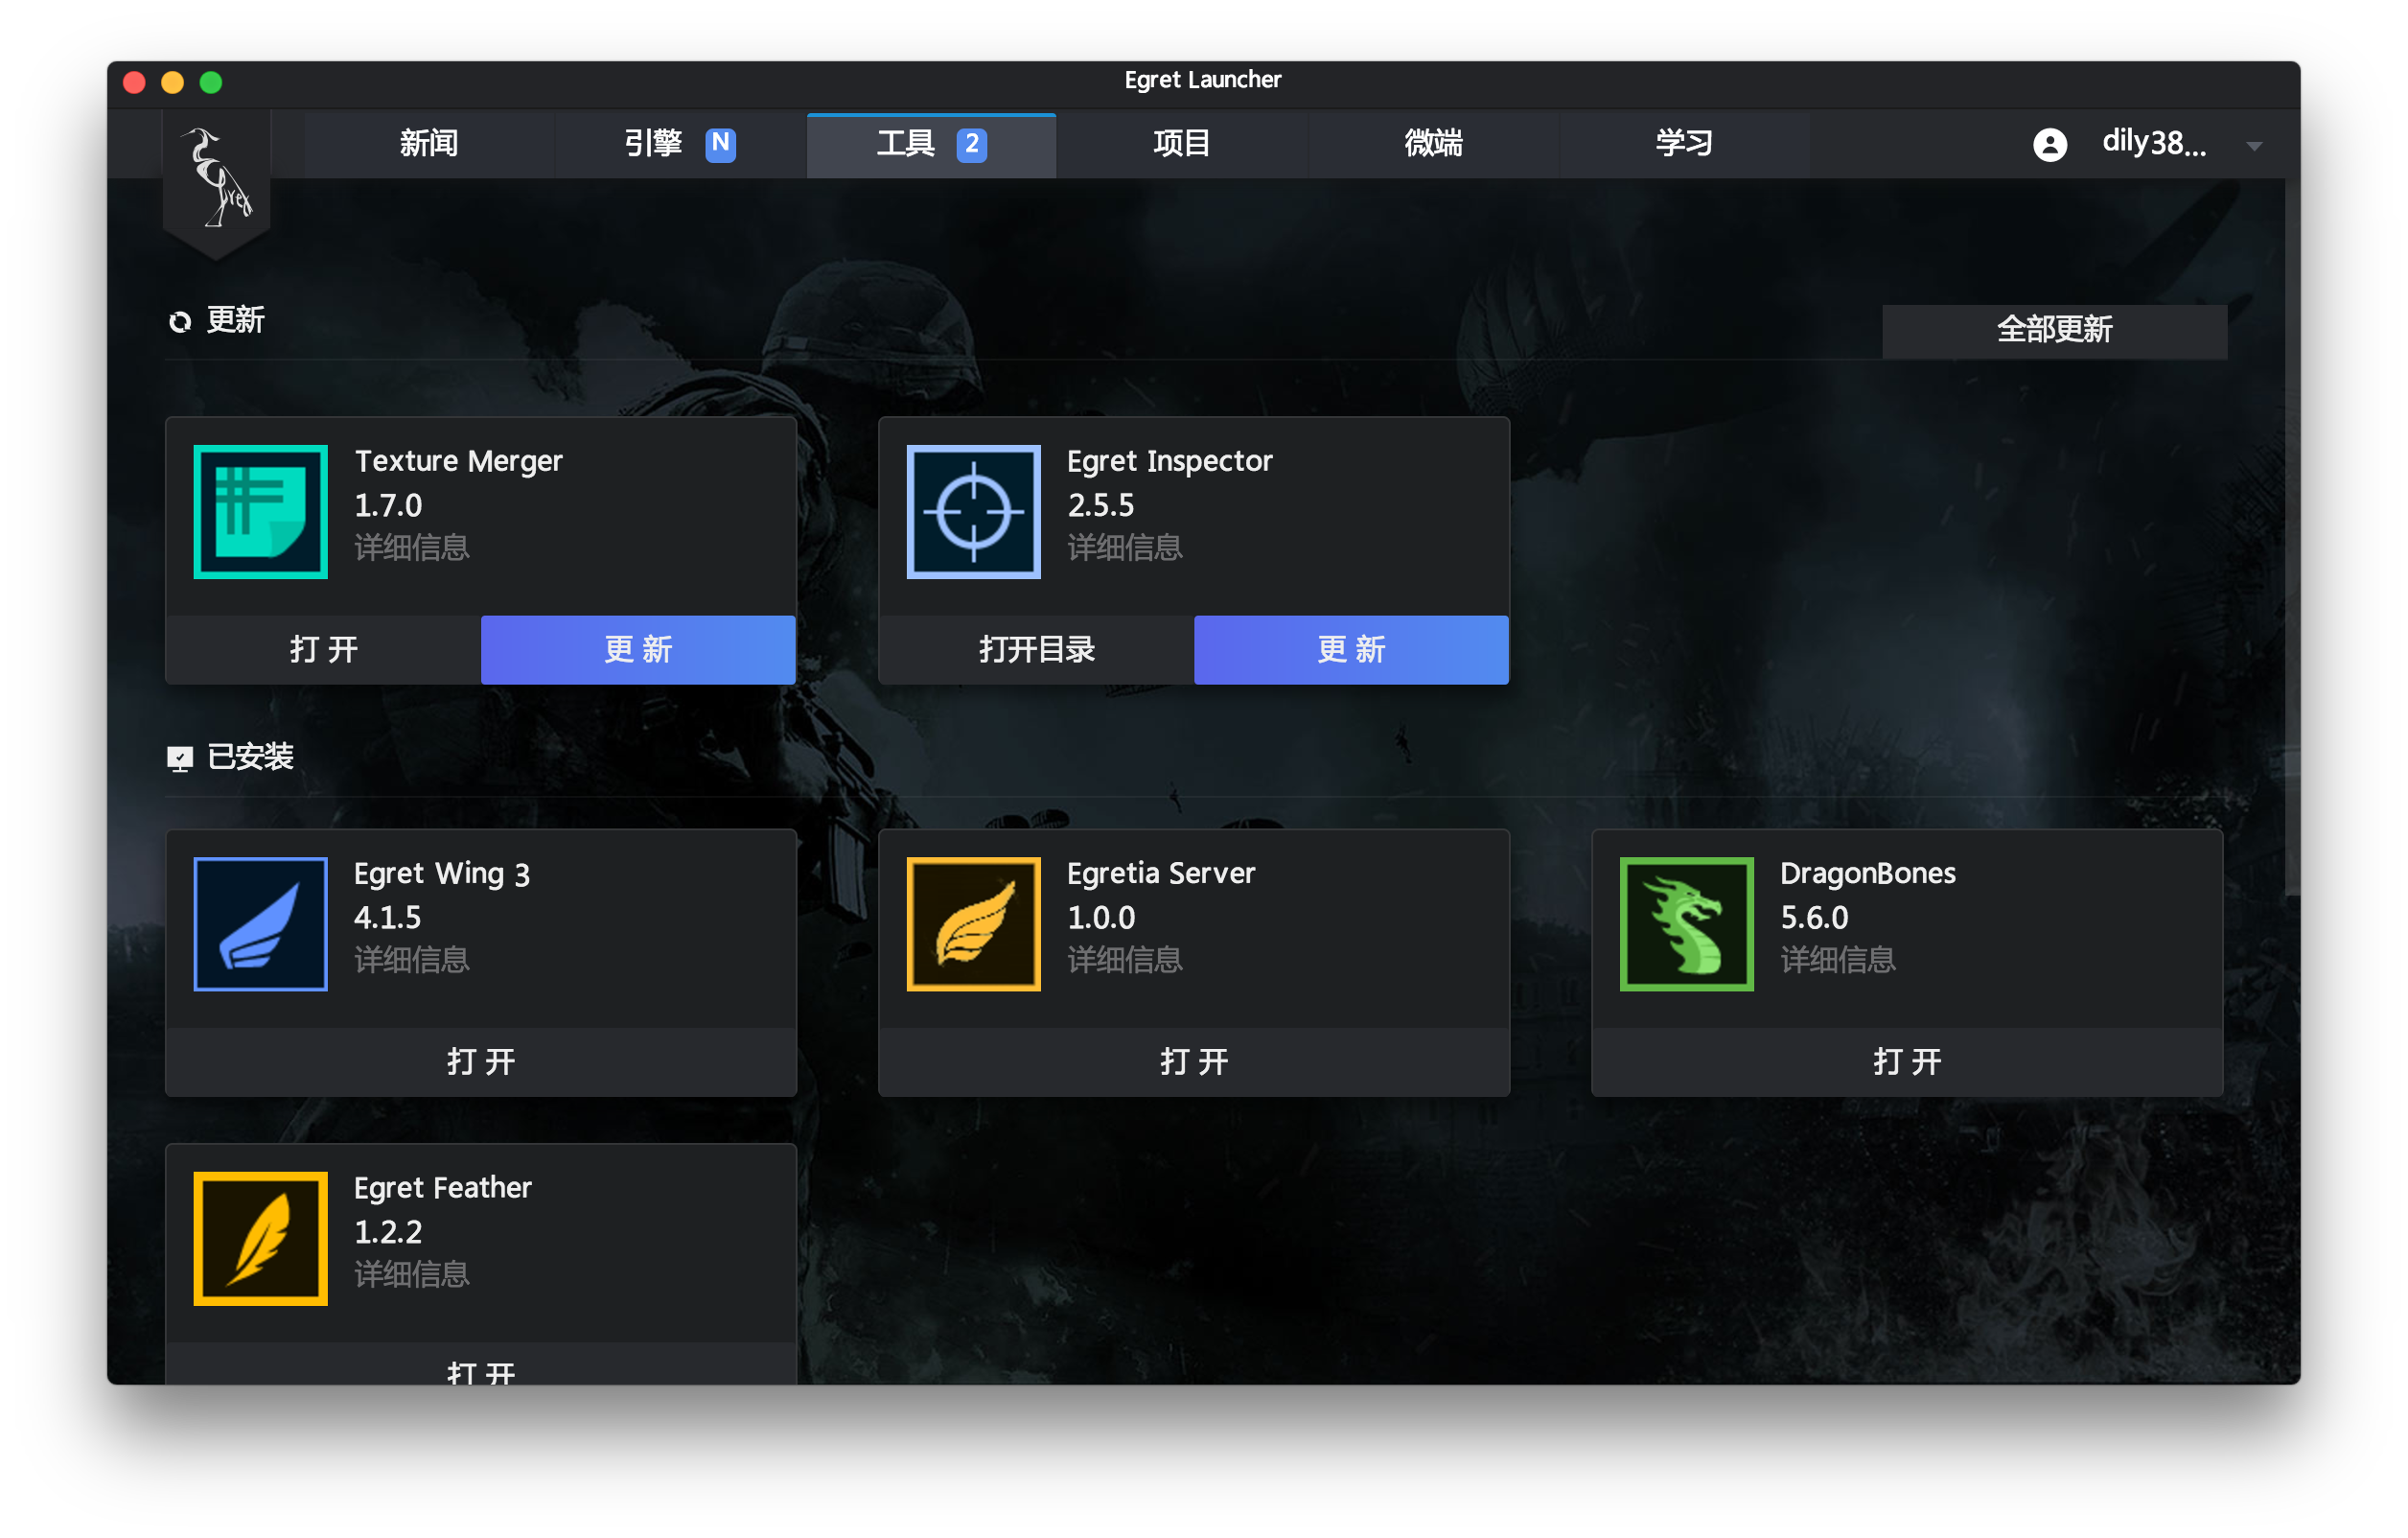 Egret Launcher
新闻
引擎 N
工具 2
项目
微端
学习
dily38...
Egret
更新
全部更新
Texture Merger
1.7.0
详细信息
打 开
更 新
Egret Inspector
2.5.5
详细信息
打开目录
更 新
已安装
Egret Wing 3
4.1.5
详细信息
打 开
Egretia Server
1.0.0
详细信息
打 开
DragonBones
5.6.0
详细信息
打 开
Egret Feather
1.2.2
详细信息
打 开